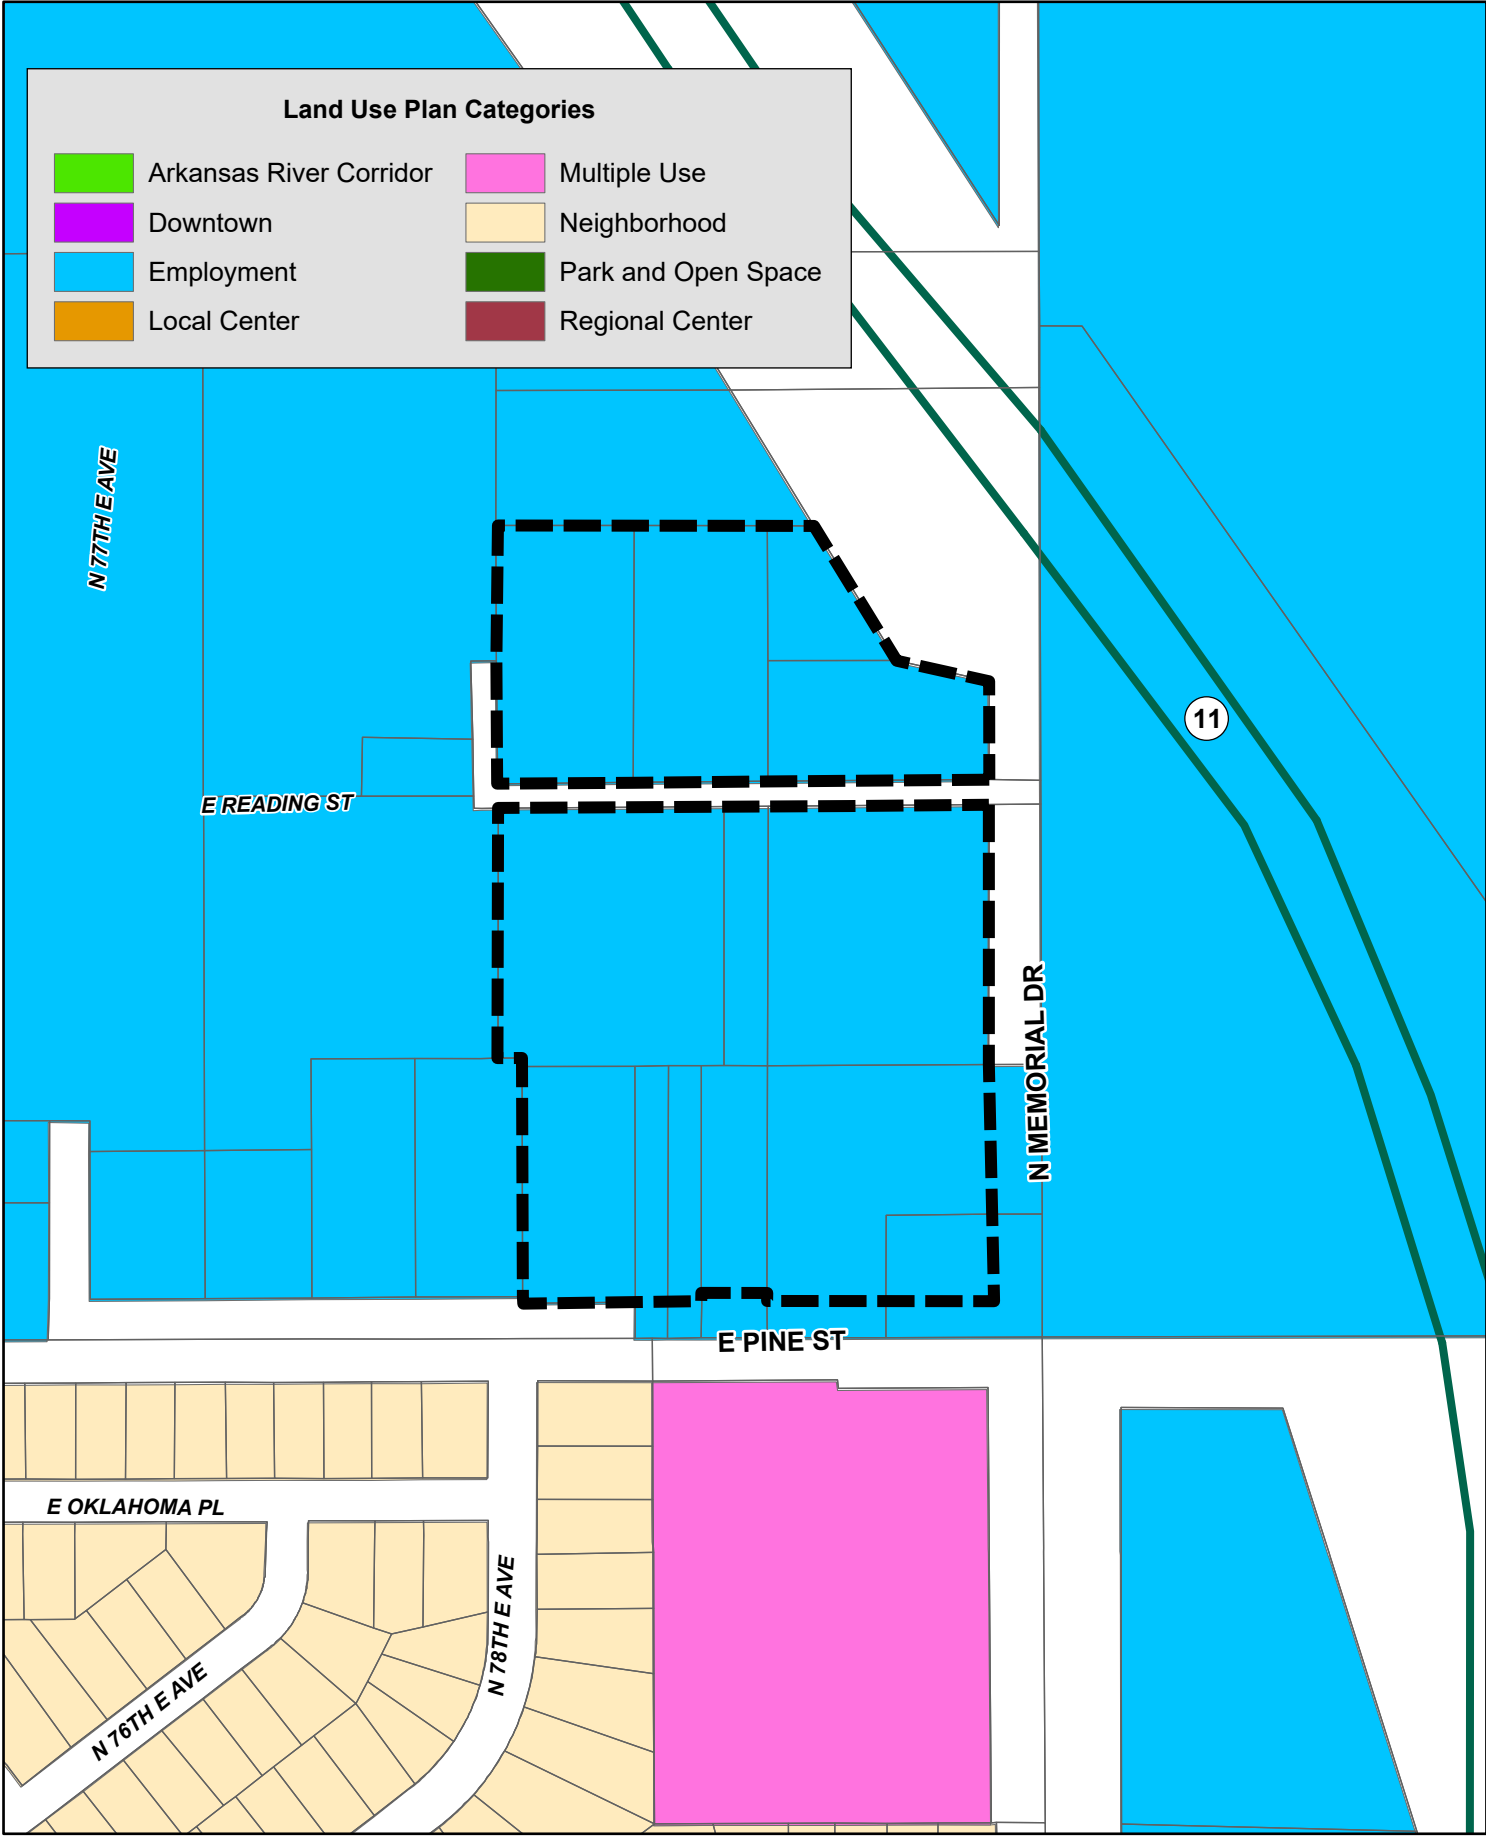 Land Use Plan Categories
Arkansas River Corridor
Downtown
Employment
Local Center
Multiple Use
Neighborhood
Park and Open Space
Regional Center
N 77TH E AVE
11
E READING ST
N MEMORIAL DR
E PINE ST
E OKLAHOMA PL
N 78TH E AVE
N 76TH E AVE